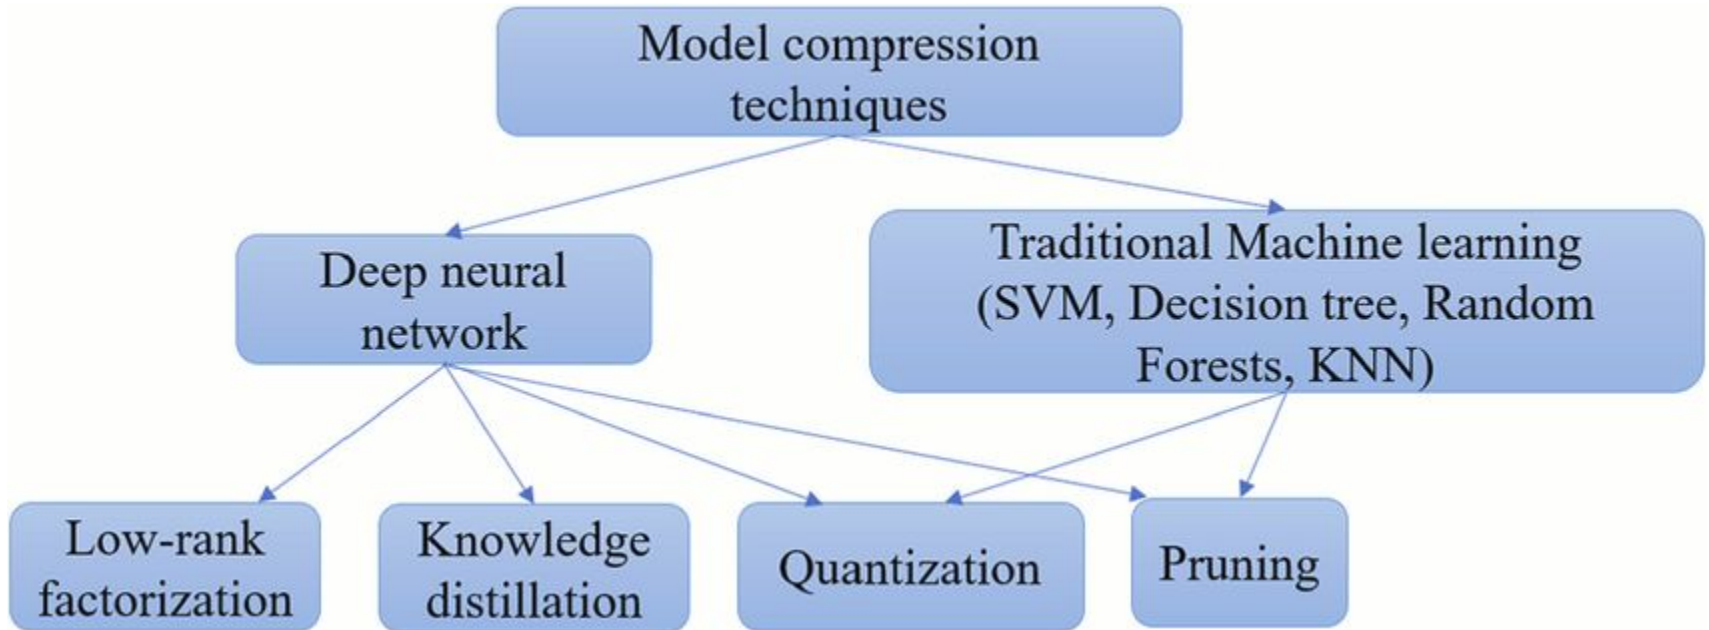 Model compression
techniques
Deep neural
network
Traditional Machine learning
(SVM, Decision tree, Random
Forests, KNN)
Low-rank
factorization
Knowledge
distillation
Quantization
Pruning